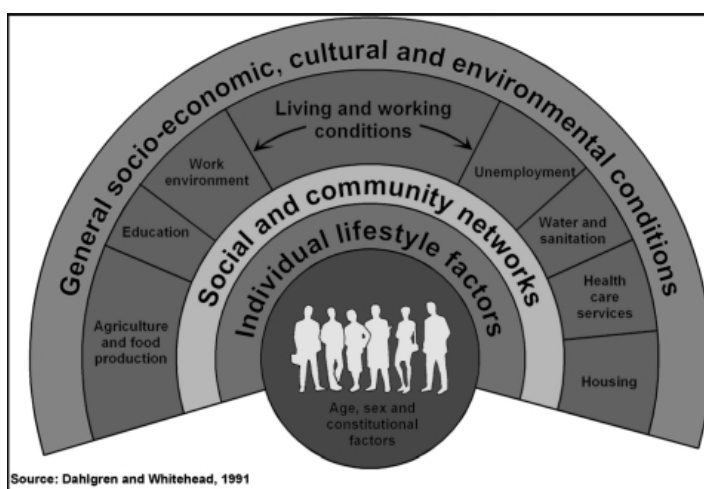 General socio-economic, cultural and environmental conditions
Living and working
conditions
Work
environment
Unemployment
Education
Water and
sanitation
Agriculture
and food
production
Health
care
services
Housing
Social and community networks
Individual lifestyle factors
Age, sex and
constitutional
factors
Source: Dahlgren and Whitehead, 1991